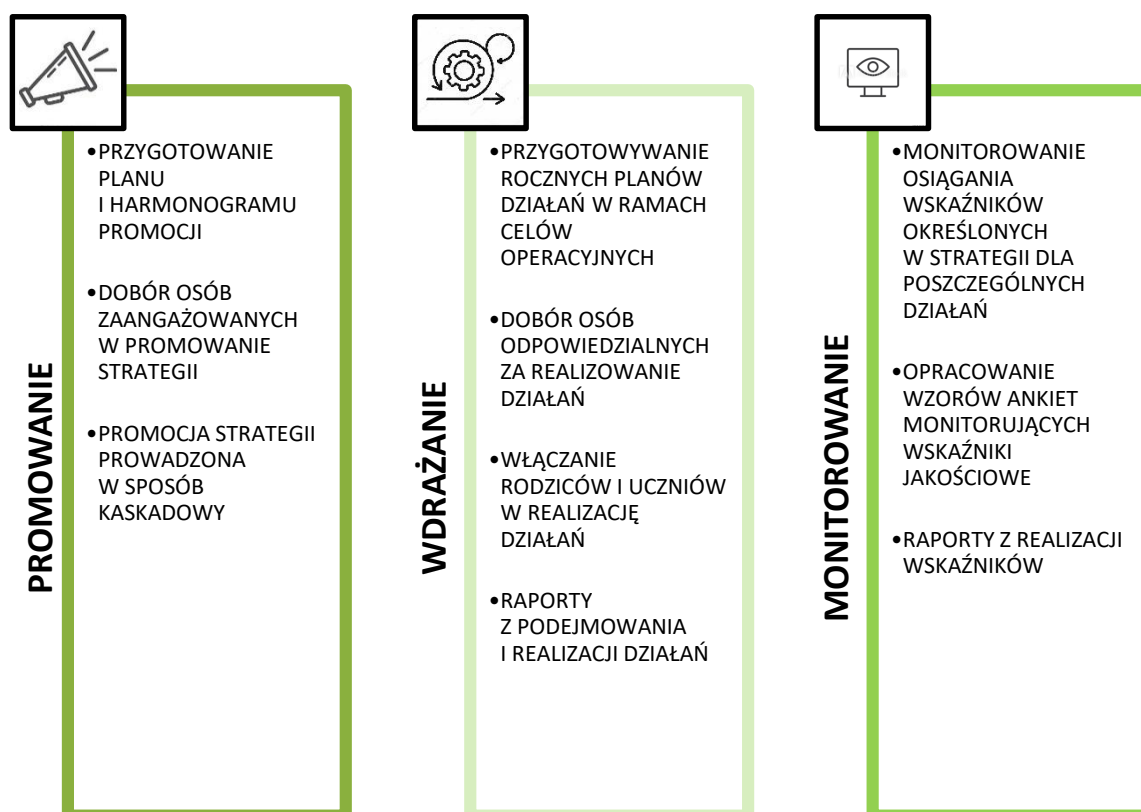 PROMOWANIE
•PRZYGOTOWANIE
PLANU
I HARMONOGRAMU
PROMOCJI
•DOBÓR OSÓB
ZAANGAŻOWANYCH
W PROMOWANIE
STRATEGII
•PROMOCJA STRATEGII
PROWADZONA
W SPOSÓB
KASKADOWY
WDRAŻANIE
•PRZYGOTOWYWANIE
ROCZNYCH PLANÓW
DZIAŁAŃ W RAMACH
CELÓW
OPERACYJNYCH
•DOBÓR OSÓB
ODPOWIEDZIALNYCH
ZA REALIZOWANIE
DZIAŁAŃ
•WŁĄCZANIE
RODZICÓW I UCZNIÓW
W REALIZACJĘ
DZIAŁAŃ
•RAPORTY
Z PODEJMOWANIA
I REALIZACJI DZIAŁAŃ
MONITOROWANIE
•MONITOROWANIE
OSIĄGANIA
WSKAŹNIKÓW
OKREŚLONYCH
W STRATEGII DLA
POSZCZEGÓLNYCH
DZIAŁAŃ
•OPRACOWANIE
WZORÓW ANKIET
MONITORUJĄCYCH
WSKAŹNIKI
JAKOŚCIOWE
•RAPORTY Z REALIZACJI
WSKAŹNIKÓW